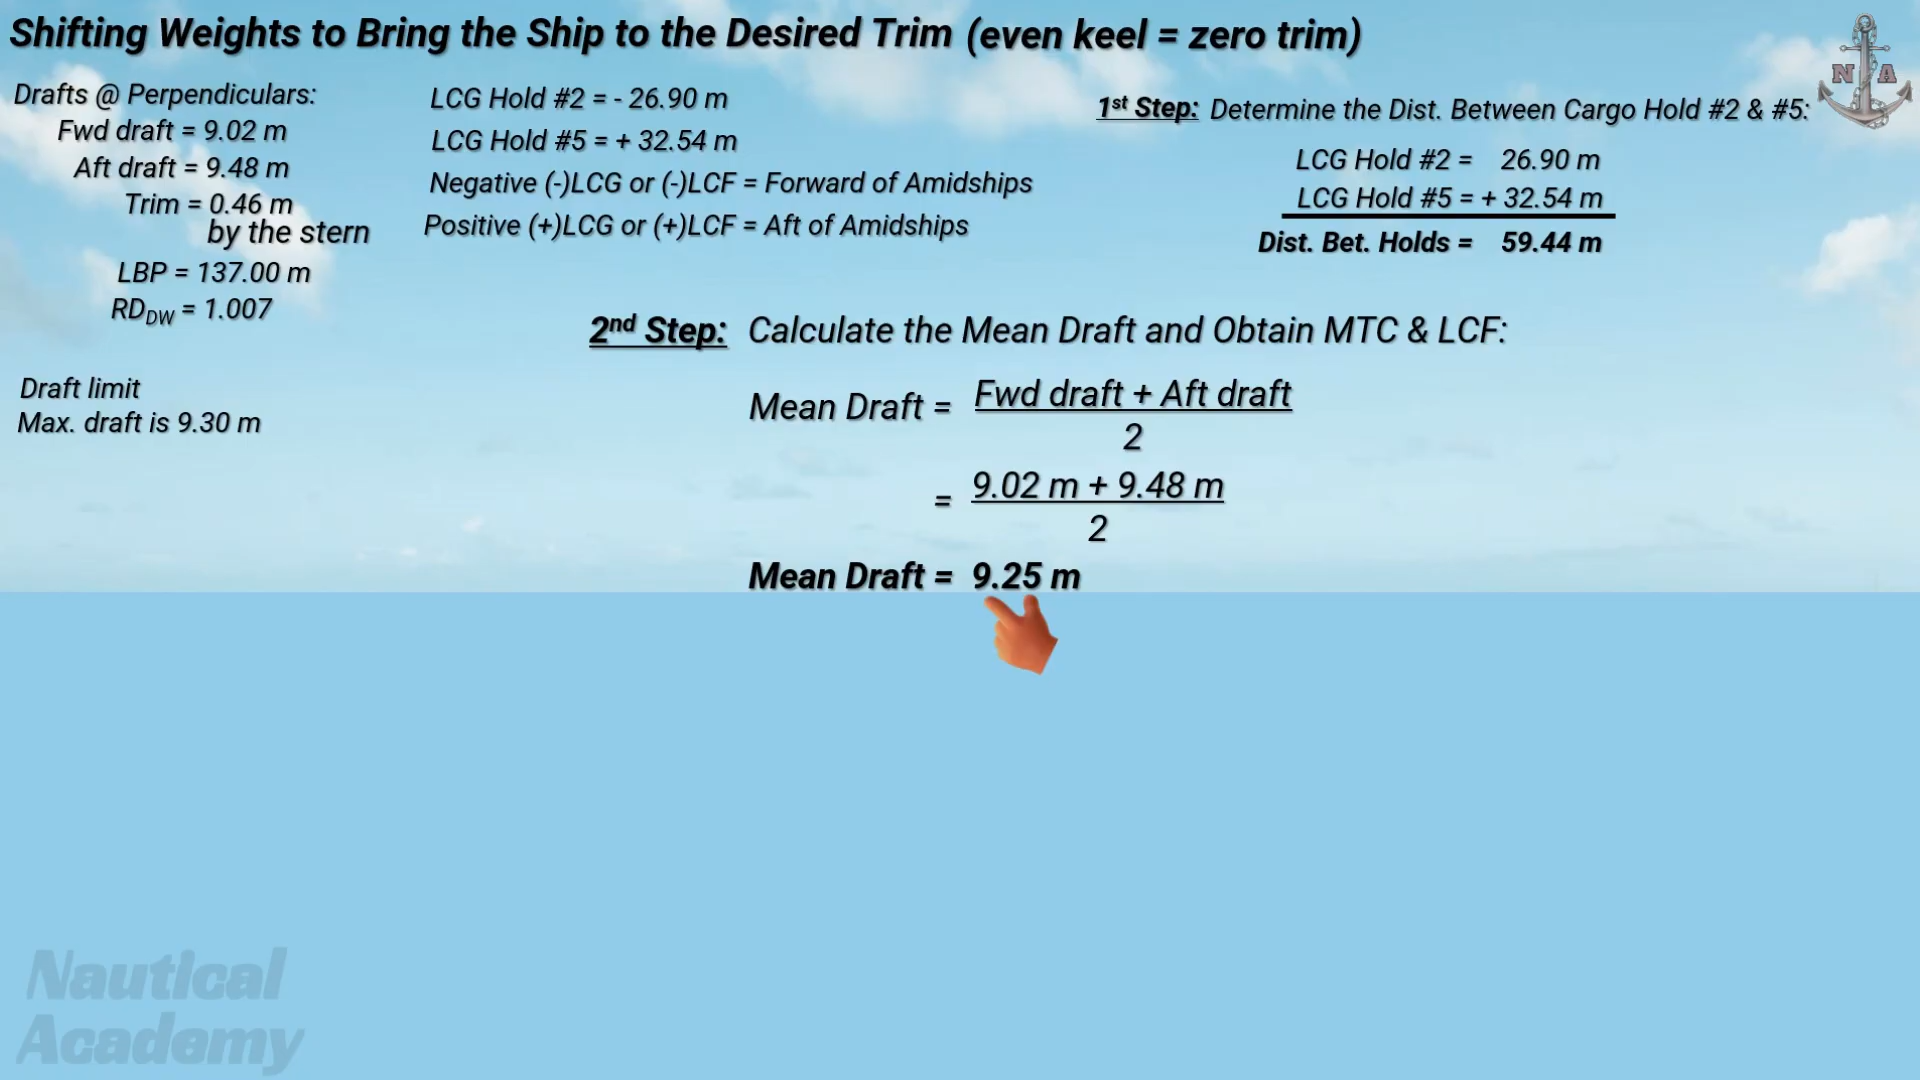 Shifting Weights to Bring the Ship to the Desired Trim (even keel = zero trim)
N A
Drafts @ Perpendiculars:
Fwd draft = 9.02 m
Aft draft = 9.48 m
Trim = 0.46 m
by the stern
LBP = 137.00 m
RDDW = 1.007
Draft limit
Max. draft is 9.30 m
LCG Hold #2 = - 26.90 m
LCG Hold #5 = + 32.54 m
Negative (-)LCG or (-)LCF = Forward of Amidships
Positive (+)LCG or (+)LCF = Aft of Amidships
1st Step: Determine the Dist. Between Cargo Hold #2 & #5:
LCG Hold #2 = 26.90 m
LCG Hold #5 = + 32.54 m
Dist. Bet. Holds = 59.44 m
2nd Step: Calculate the Mean Draft and Obtain MTC & LCF:
Mean Draft = Fwd draft + Aft draft
2
= 9.02 m + 9.48 m
2
Mean Draft = 9.25 m
Nautical
Academy